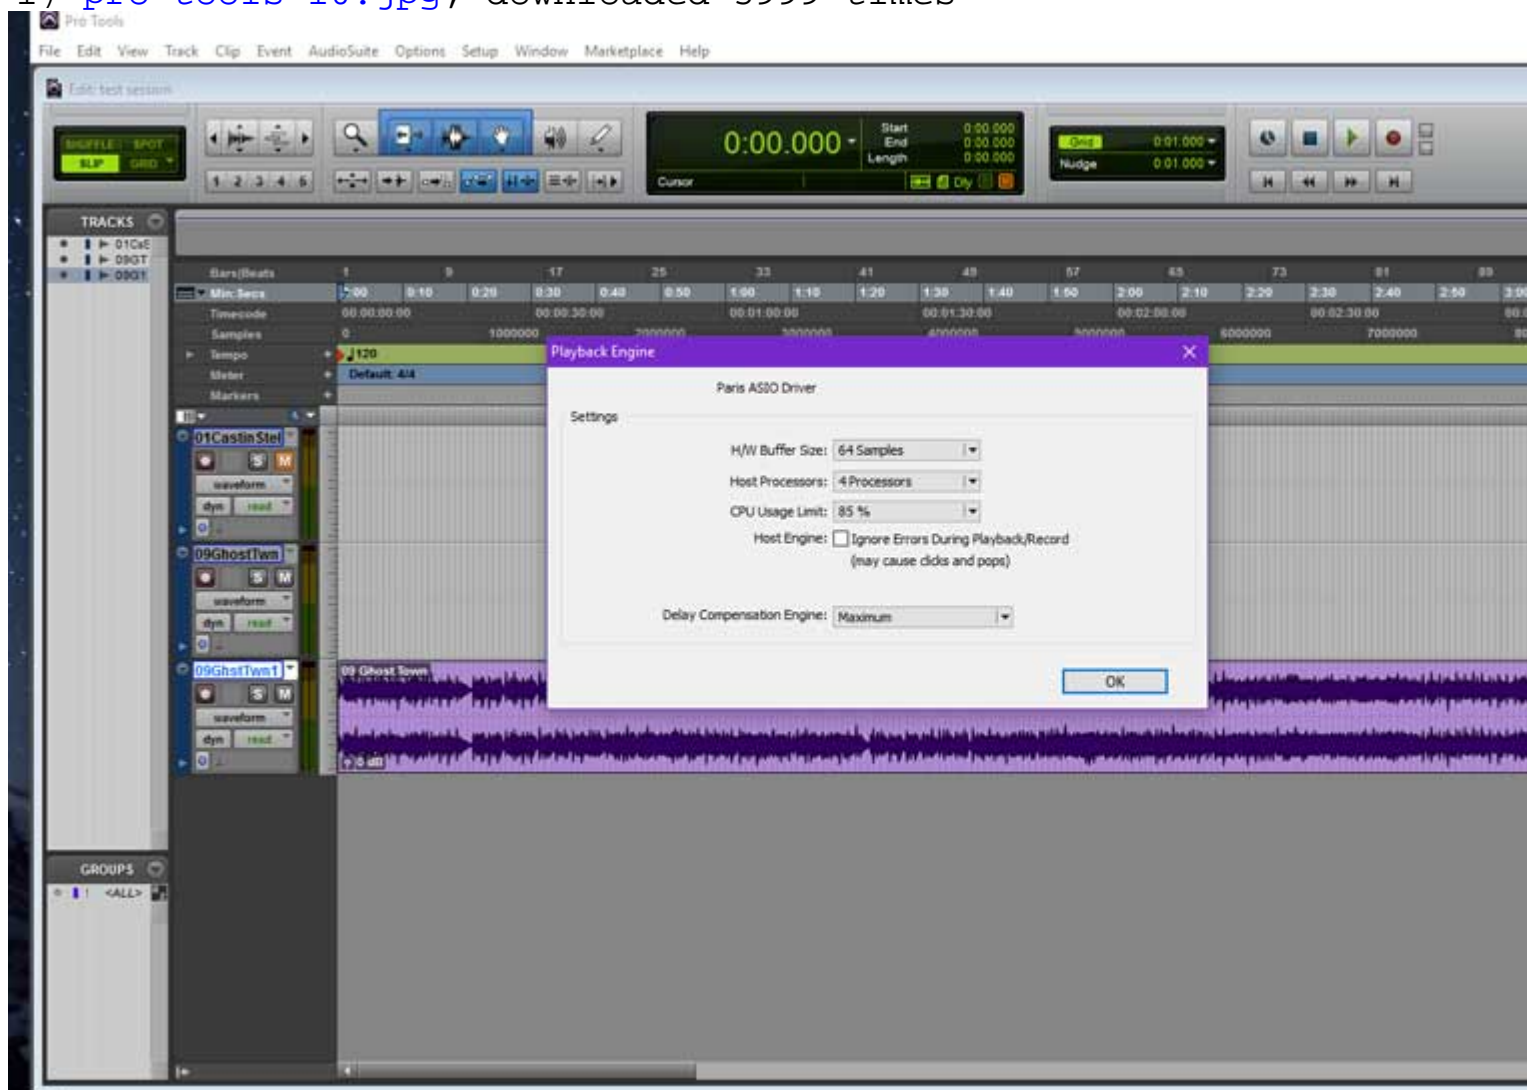 Pro Tools
File Edit View Track Clip Event AudioSuite Options Setup Window Marketplace Help
Edit: test session
SHUFFLE SPOT
SLIP GRID
1 2 3 4 5
0:00.000
Start 0:00.000
End 0:00.000
Length 0:00.000
Cursor
Dly
Grid 0:01.000
Nudge 0:01.000
TRACKS
01CsS
09GT
09G1
Bars|Beats 1 9 17 25 33 41 49 57 65 73 81 89
Min:Secs 0:00 0:10 0:20 0:30 0:40 0:50 1:00 1:10 1:20 1:30 1:40 1:50 2:00 2:10 2:20 2:30 2:40 2:50 3:00
Timecode 00:00:00:00 00:00:30:00 00:01:00:00 00:01:30:00 00:02:00:00 00:02:30:00
Samples 0 1000000 2000000 3000000 4000000 5000000 6000000 7000000
Tempo 120
Meter Default: 4/4
Markers
Playback Engine
Paris ASIO Driver
Settings
H/W Buffer Size: 64 Samples
Host Processors: 4 Processors
CPU Usage Limit: 85 %
Host Engine: Ignore Errors During Playback/Record
(may cause clicks and pops)
Delay Compensation Engine: Maximum
OK
01CastinStel
S M
waveform
dyn read
09GhostTwn
S M
waveform
dyn read
09GhstTwn1
S M
waveform
dyn read
09 Ghost Town
0 dB
GROUPS
! <ALL>